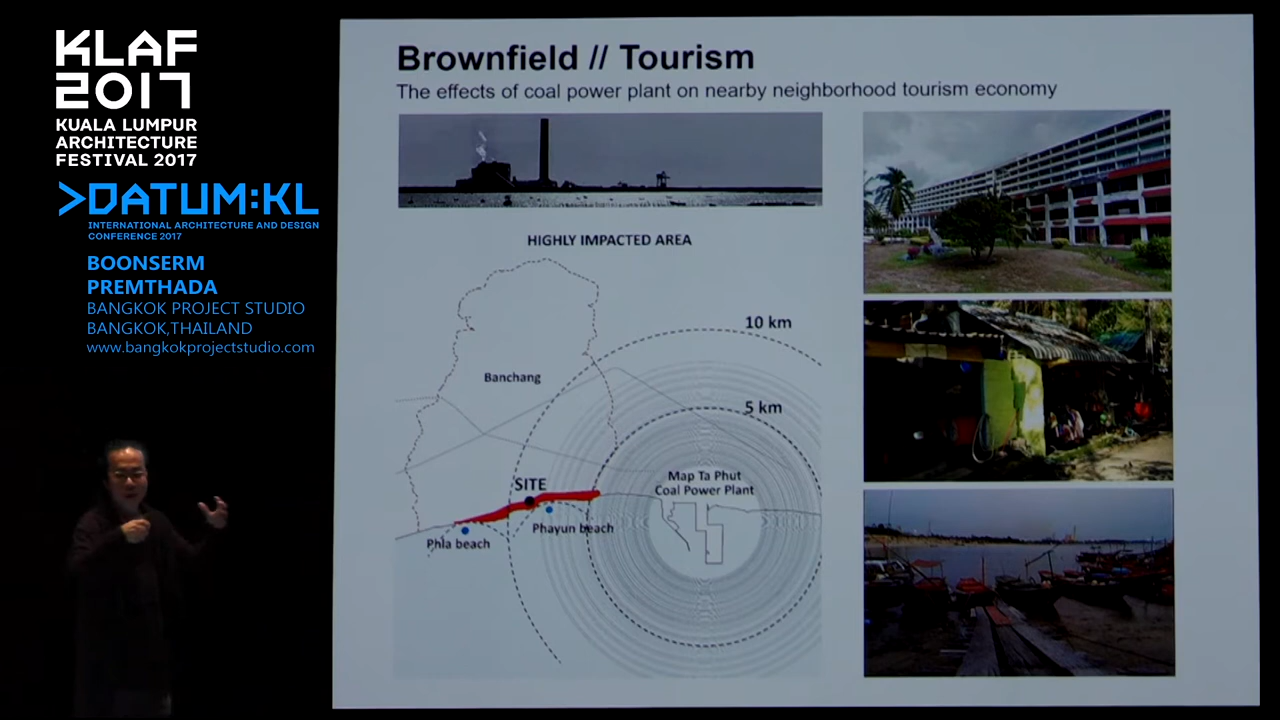 KLAF
2017
KUALA LUMPUR
ARCHITECTURE
FESTIVAL 2017
>DATUM:KL
INTERNATIONAL ARCHITECTURE AND DESIGN
CONFERENCE 2017
BOONSERM
PREMTHADA
BANGKOK PROJECT STUDIO
BANGKOK,THAILAND
www.bangkokprojectstudio.com
Brownfield // Tourism
The effects of coal power plant on nearby neighborhood tourism economy
HIGHLY IMPACTED AREA
10 km
Banchang
5 km
Map Ta Phut
Coal Power Plant
SITE
Phayun beach
Phla beach